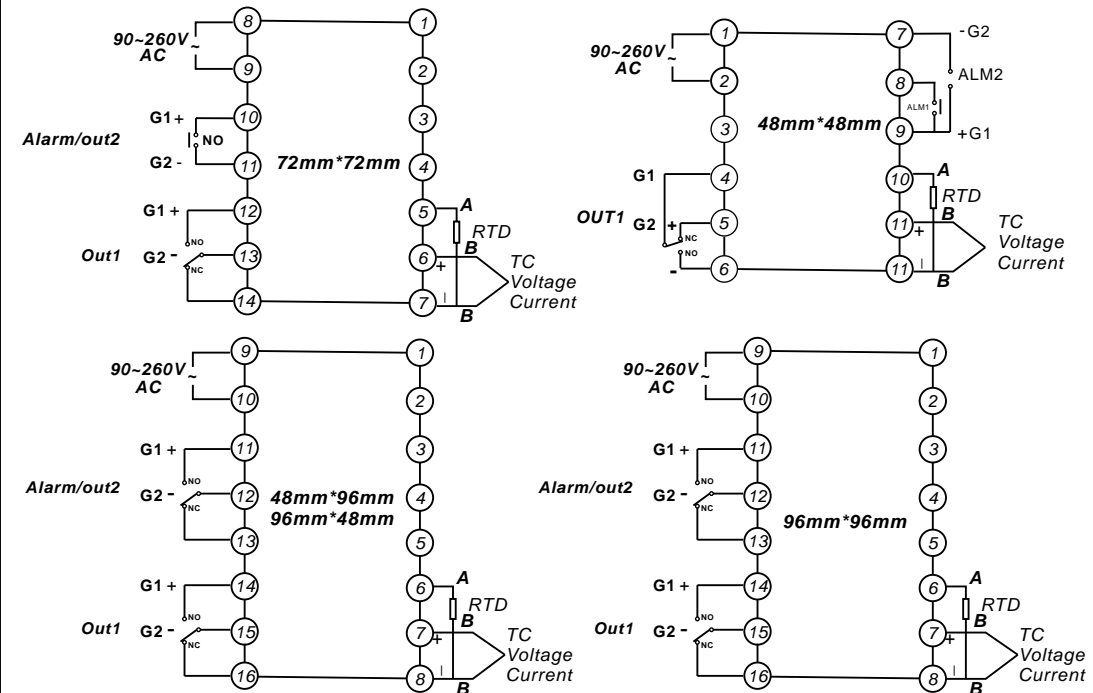 8 1
90~260V
~
AC
9 2
G1 + 10 3
Alarm/out2 NO
G2 - 11 72mm*72mm 4
G1 + 12 5 A
NO RTD
Out1 G2 - 13 6 + B TC
NC Voltage
14 7 - B Current
1 7 -G2
90~260V
~
AC
2 8 ALM2
ALM1
3 48mm*48mm 9 +G1
G1 4 10 A
RTD
OUT1 G2 + 5 11 + B TC
NC Voltage
NO Current
- 6 11 - B
9 1
90~260V
~
AC
10 2
G1 + 11 3
NO
Alarm/out2 G2 - 12 48mm*96mm 4
NC 96mm*48mm
13 5
G1 + 14 6 A
NO RTD
Out1 G2 - 15 7 + B TC
NC Voltage
16 8 - B Current
9 1
90~260V
~
AC
10 2
G1 + 11 3
NO
Alarm/out2 G2 - 12 4
NC 96mm*96mm
13 5
G1 + 14 6 A
NO RTD
Out1 G2 - 15 7 + B TC
NC Voltage
16 8 - B Current